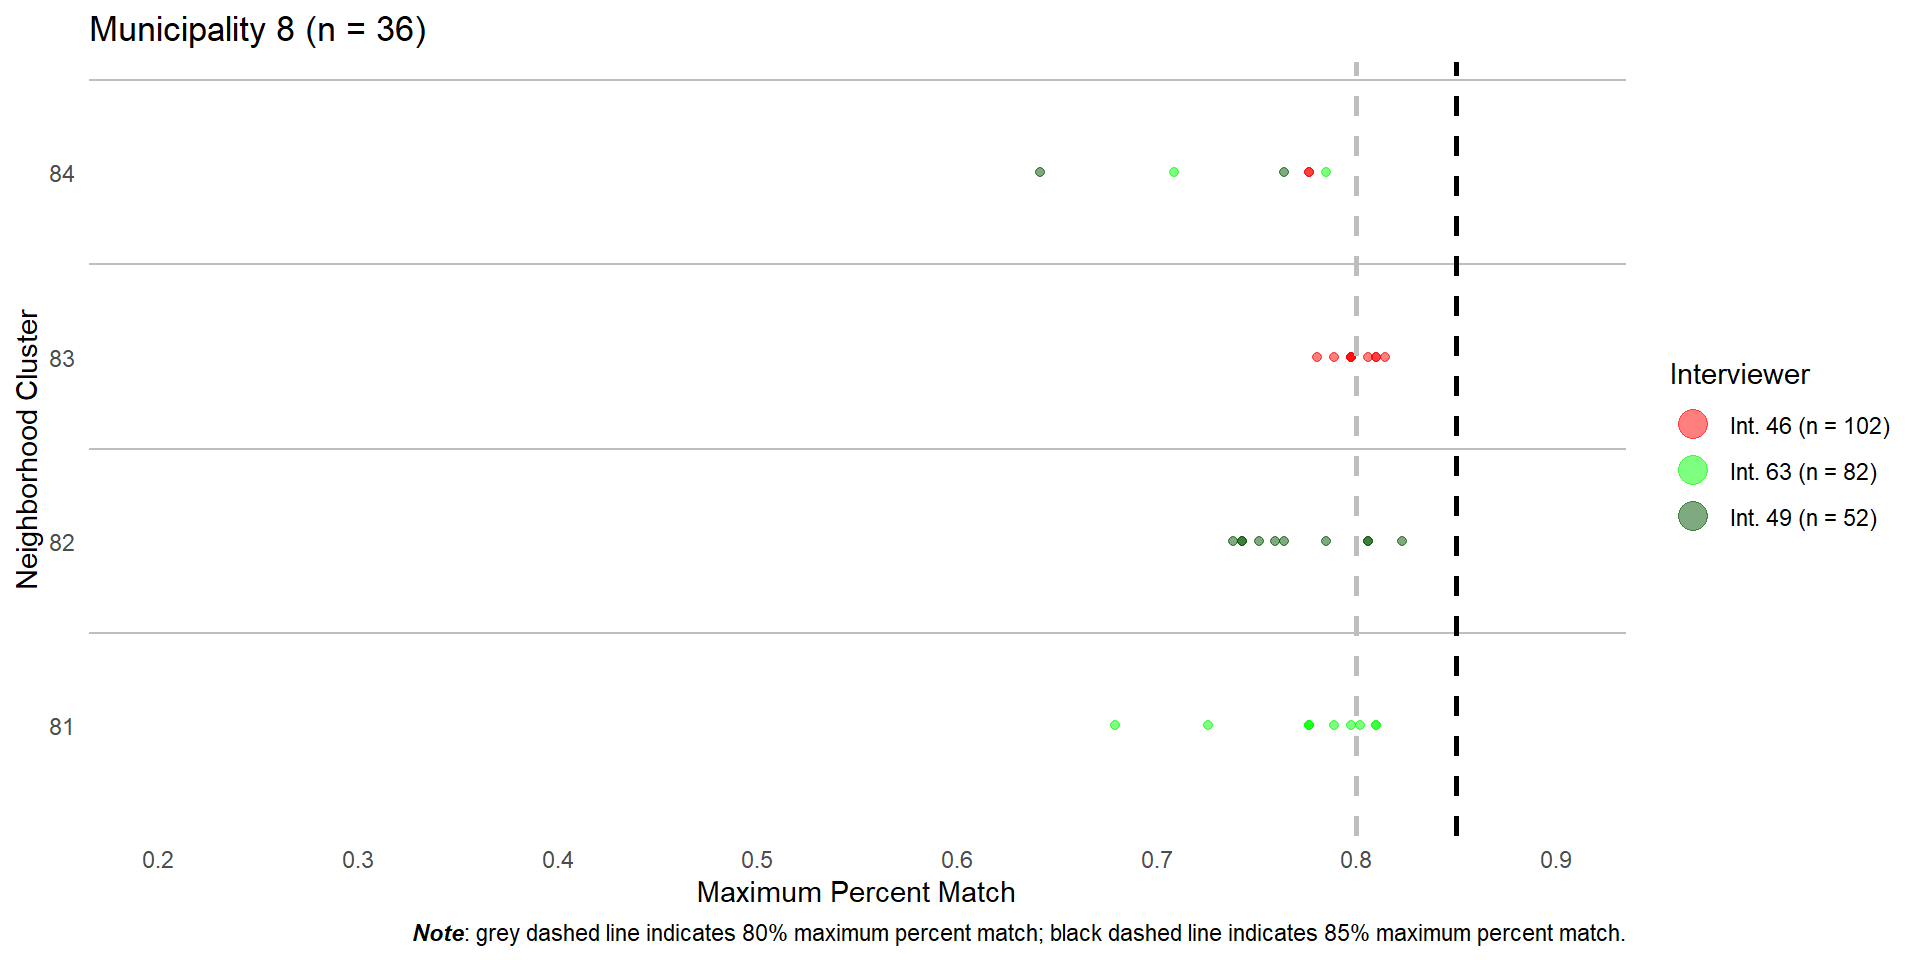 Municipality 8 (n = 36)
Neighborhood Cluster
84
83
82
81
0.2 0.3 0.4 0.5 0.6 0.7 0.8 0.9
Maximum Percent Match
Interviewer
Int. 46 (n = 102)
Int. 63 (n = 82)
Int. 49 (n = 52)
Note: grey dashed line indicates 80% maximum percent match; black dashed line indicates 85% maximum percent match.